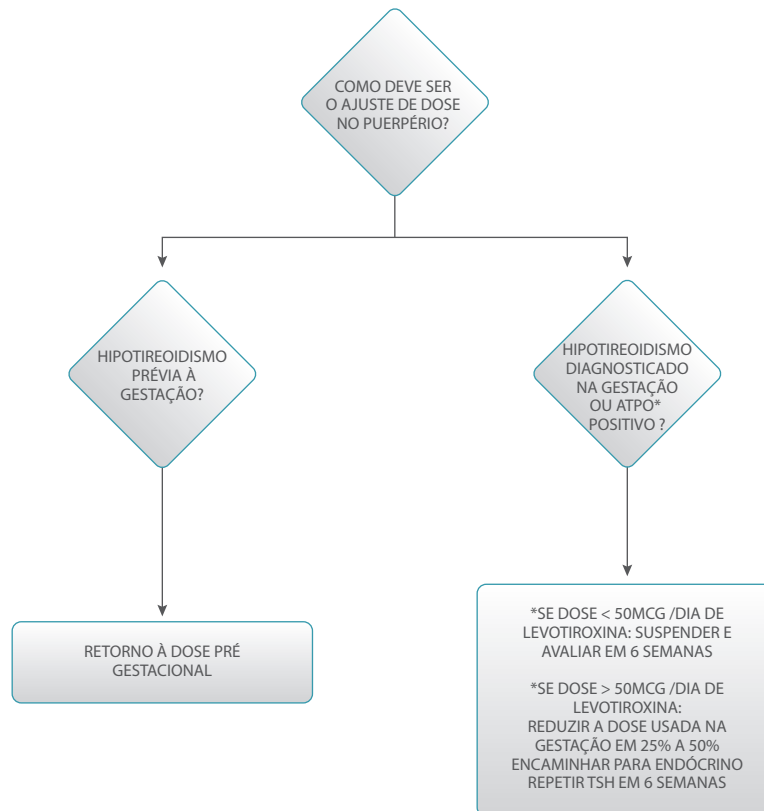 COMO DEVE SER
O AJUSTE DE DOSE
NO PUERPÉRIO?
HIPOTIREOIDISMO
PRÉVIA À
GESTAÇÃO?
HIPOTIREOIDISMO
DIAGNOSTICADO
NA GESTAÇÃO
OU ATPO*
POSITIVO ?
RETORNO À DOSE PRÉ
GESTACIONAL
*SE DOSE < 50MCG /DIA DE
LEVOTIROXINA: SUSPENDER E
AVALIAR EM 6 SEMANAS
*SE DOSE > 50MCG /DIA DE
LEVOTIROXINA:
REDUZIR A DOSE USADA NA
GESTAÇÃO EM 25% A 50%
ENCAMINHAR PARA ENDÓCRINO
REPETIR TSH EM 6 SEMANAS